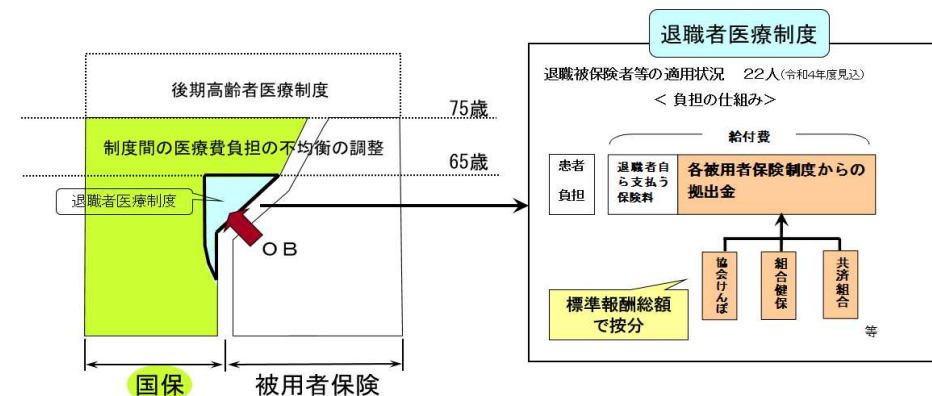 後期高齢者医療制度
75歳
制度間の医療費負担の不均衡の調整
65歳
退職者医療制度
OB
国保
被用者保険
退職者医療制度
退職被保険者等の適用状況 22人(令和4年度見込)
< 負担の仕組み>
給付費
患者
負担
退職者自
ら支払う
保険料
各被用者保険制度からの
拠出金
協会けんぽ
組合健保
共済組合
等
標準報酬総額
で按分